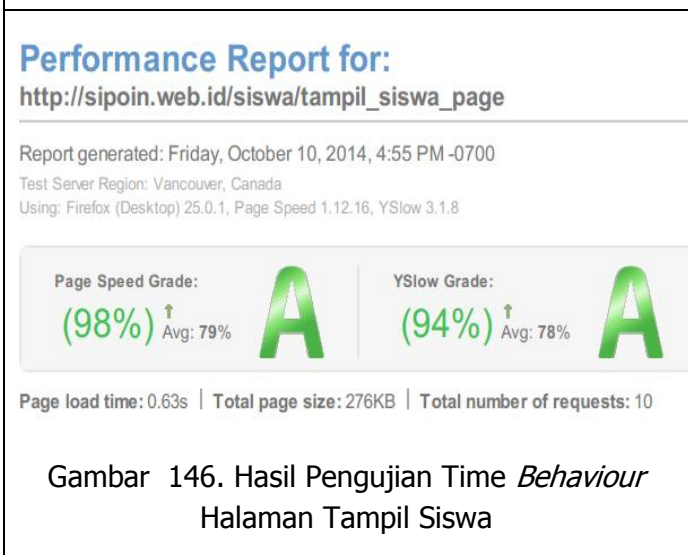 Performance Report for:
http://sipoin.web.id/siswa/tampil_siswa_page
Report generated: Friday, October 10, 2014, 4:55 PM -0700
Test Server Region: Vancouver, Canada
Using: Firefox (Desktop) 25.0.1, Page Speed 1.12.16, YSlow 3.1.8
Page Speed Grade:
(98%) Avg: 79% A
YSlow Grade:
(94%) Avg: 78% A
Page load time: 0.63s | Total page size: 276KB | Total number of requests: 10
Gambar 146. Hasil Pengujian Time Behaviour
Halaman Tampil Siswa